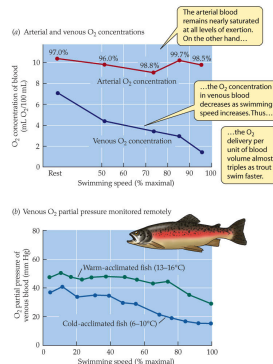 The arterial blood
remains nearly saturated
at all levels of exertion.
On the other hand…
(a) Arterial and venous O2 concentrations
97.0%
96.0%
98.8%
99.7%
98.5%
Arterial O2 concentration
Venous O2 concentration
O2 concentration of blood
(mL O2/100 mL)
10
8
6
4
2
0
Rest
50
60
70
80
90
100
Swimming speed (% maximal)
…the O2 concentration
in venous blood
decreases as swimming
speed increases. Thus…
…the O2
delivery per
unit of blood
volume almost
triples as trout
swim faster.
(b) Venous O2 partial pressure monitored remotely
O2 partial pressure of
venous blood (mm Hg)
80
60
40
20
0
Warm-acclimated fish (13–16°C)
Cold-acclimated fish (6–10°C)
0
20
40
60
80
100
Swimming speed (% maximal)